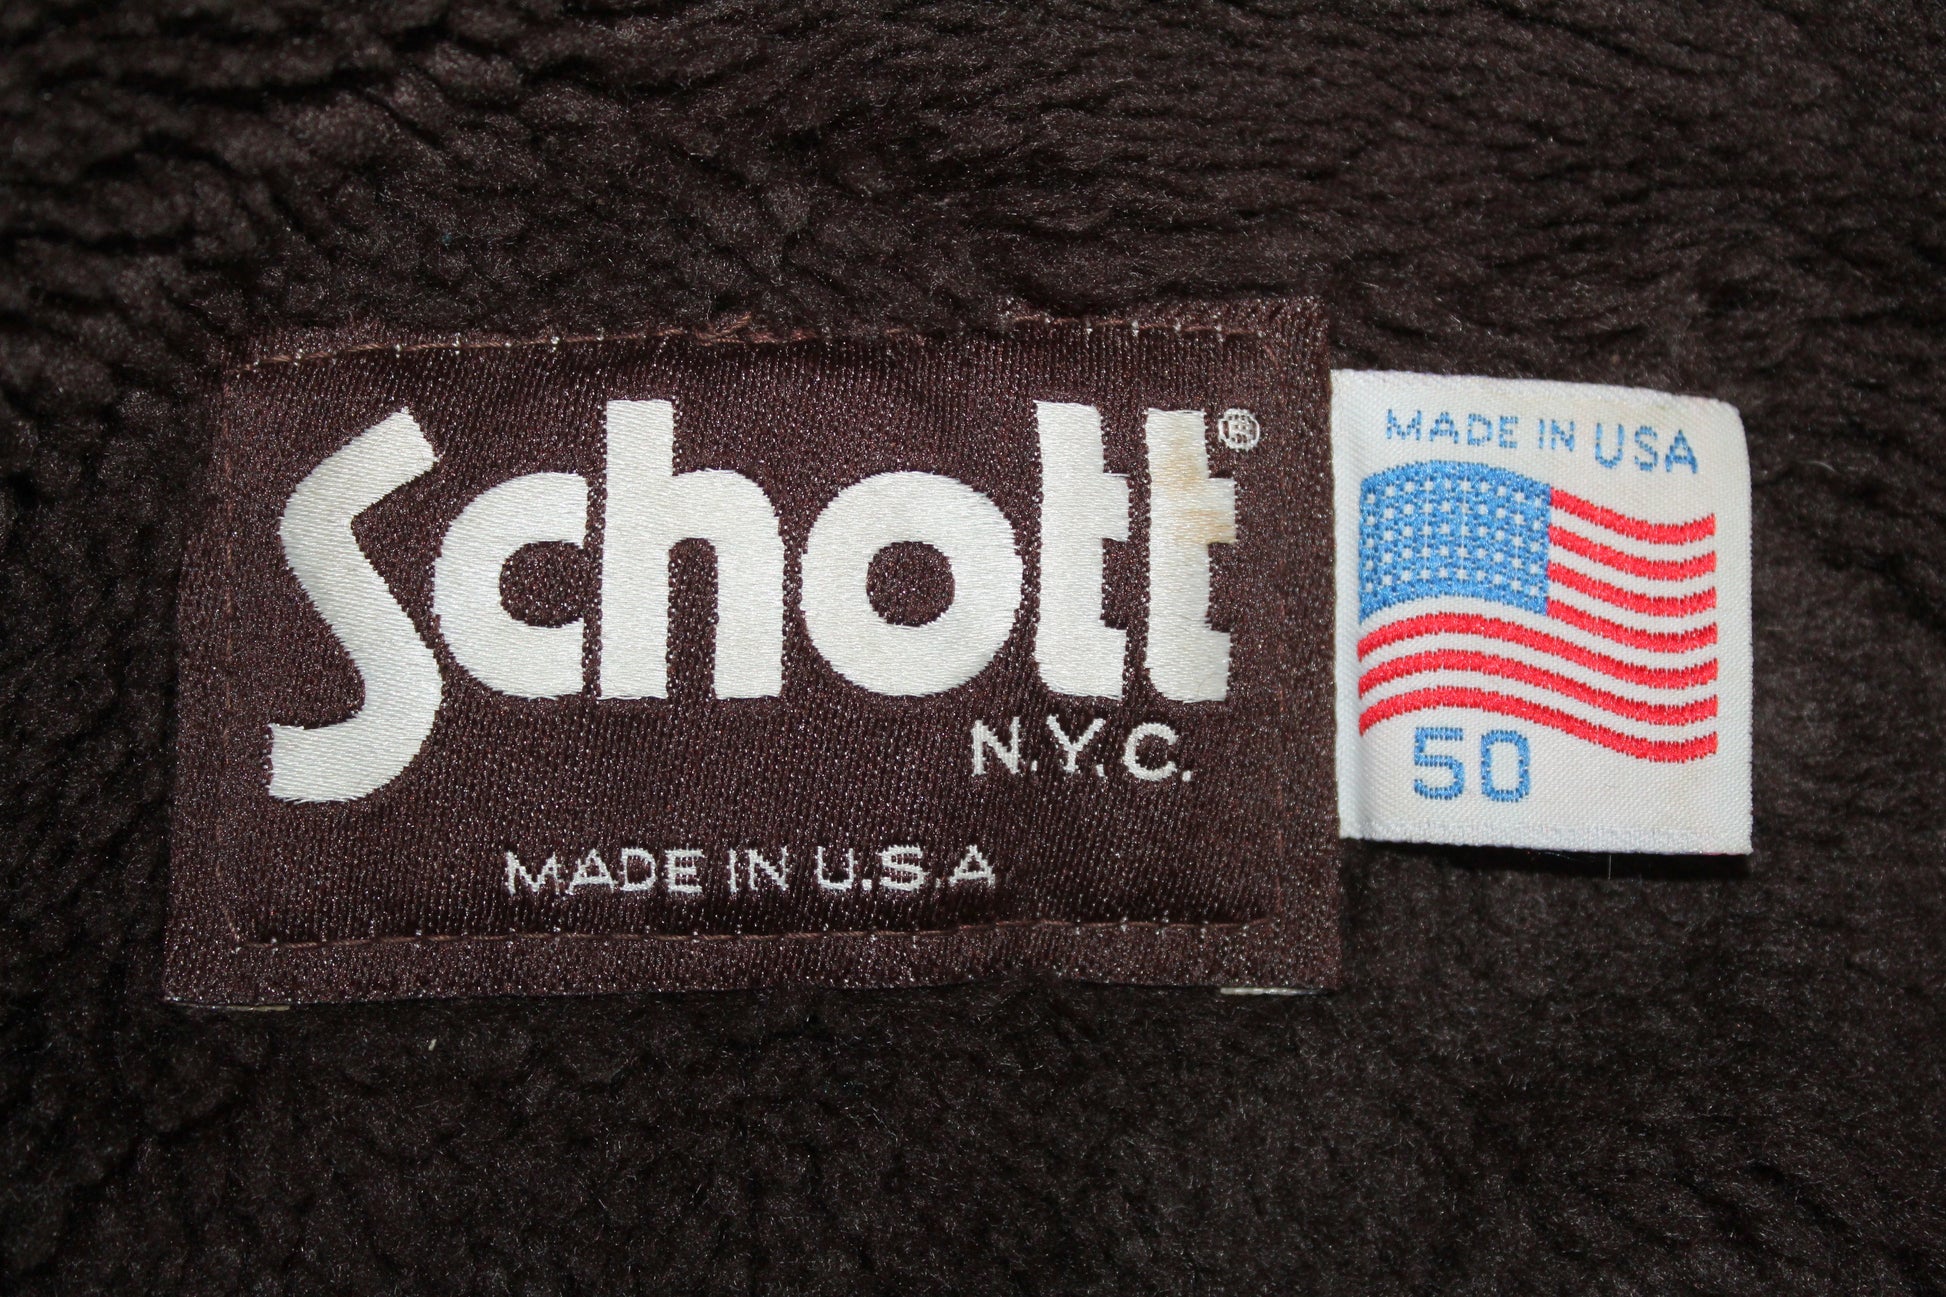 Schott®
N.Y.C.
MADE IN U.S.A
MADE IN USA
50